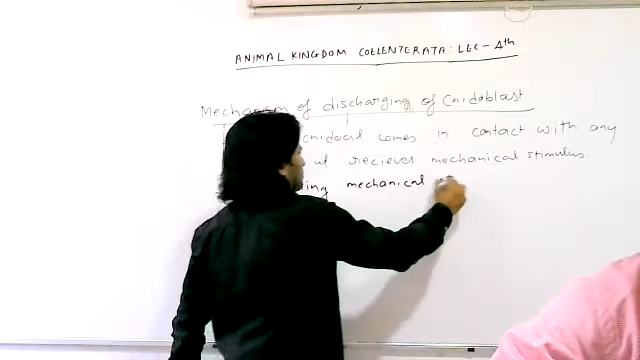 ANIMAL KINGDOM COELENTERATA: LEC-4th
Mechanism of discharging of Cnidoblast
cnidocil comes in contact with any
recieves mechanical stimulus.
ing mechanical